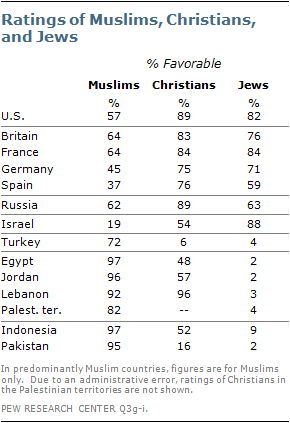 Ratings of Muslims, Christians,
and Jews
% Favorable
Muslims Christians Jews
% % %
U.S. 57 89 82
Britain 64 83 76
France 64 84 84
Germany 45 75 71
Spain 37 76 59
Russia 62 89 63
Israel 19 54 88
Turkey 72 6 4
Egypt 97 48 2
Jordan 96 57 2
Lebanon 92 96 3
Palest. ter. 82 -- 4
Indonesia 97 52 9
Pakistan 95 16 2
In predominantly Muslim countries, figures are for Muslims
only. Due to an administrative error, ratings of Christians in
the Palestinian territories are not shown.
PEW RESEARCH CENTER Q3g-i.